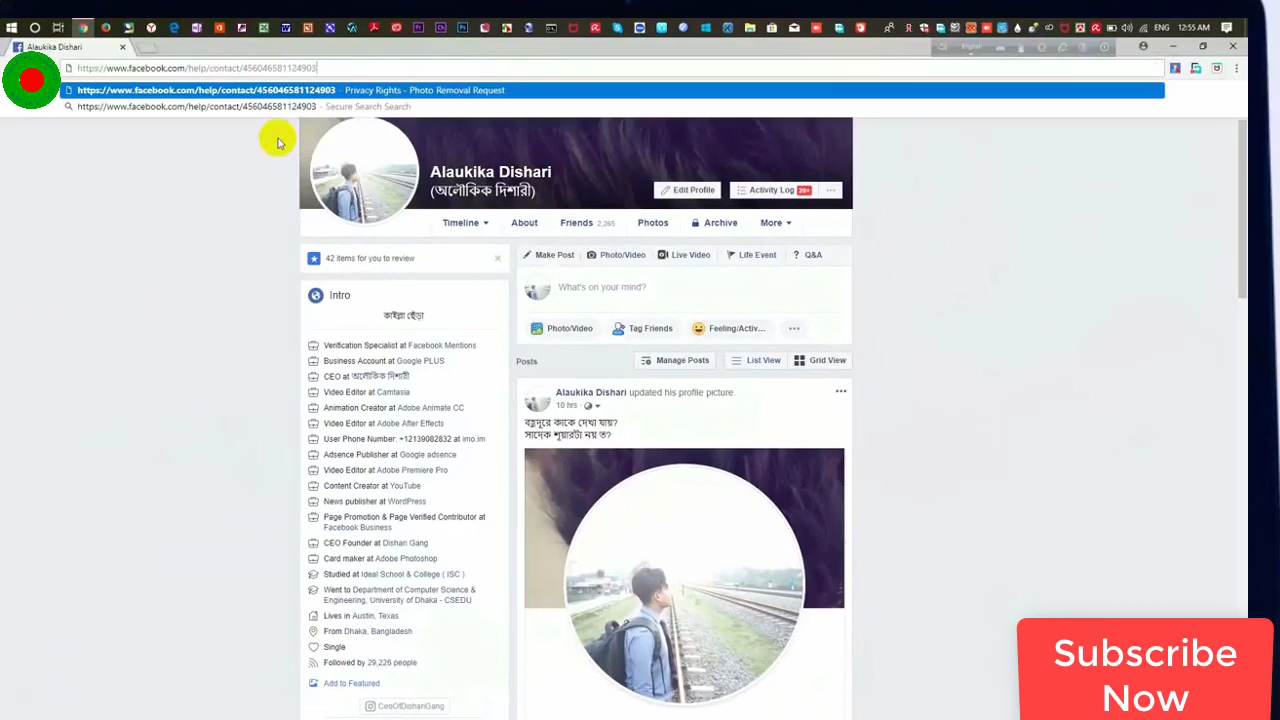 ENG 12:55 AM
Alaukika Dishari
English
https://www.facebook.com/help/contact/456046581124903
https://www.facebook.com/help/contact/456046581124903 - Privacy Rights - Photo Removal Request
https://www.facebook.com/help/contact/456046581124903 - Secure Search Search
Alaukika Dishari
(অলৌকিক দিশারী)
Edit Profile
Activity Log 20+
Timeline
About
Friends 2,265
Photos
Archive
More
42 items for you to review
Intro
কাইল্লা ছেঁড়া
Verification Specialist at Facebook Mentions
Business Account at Google PLUS
CEO at অলৌকিক দিশারী
Video Editor at Camtasia
Animation Creator at Adobe Animate CC
Video Editor at Adobe After Effects
User Phone Number: +12139082832 at imo.im
Adsence Publisher at Google adsence
Video Editor at Adobe Premiere Pro
Content Creator at YouTube
News publisher at WordPress
Page Promotion & Page Verified Contributor at
Facebook Business
CEO Founder at Dishari Gang
Card maker at Adobe Photoshop
Studied at Ideal School & College ( ISC )
Went to Department of Computer Science &
Engineering, University of Dhaka - CSEDU
Lives in Austin, Texas
From Dhaka, Bangladesh
Single
Followed by 29,226 people
Add to Featured
CeoOfDishariGang
Make Post
Photo/Video
Live Video
Life Event
Q&A
What's on your mind?
Photo/Video
Tag Friends
Feeling/Activ...
Posts
Manage Posts
List View
Grid View
Alaukika Dishari updated his profile picture.
10 hrs
বহুদূরে কাকে দেখা যায়?
সাদেক শূয়ারটা নয় ত?
Subscribe
Now